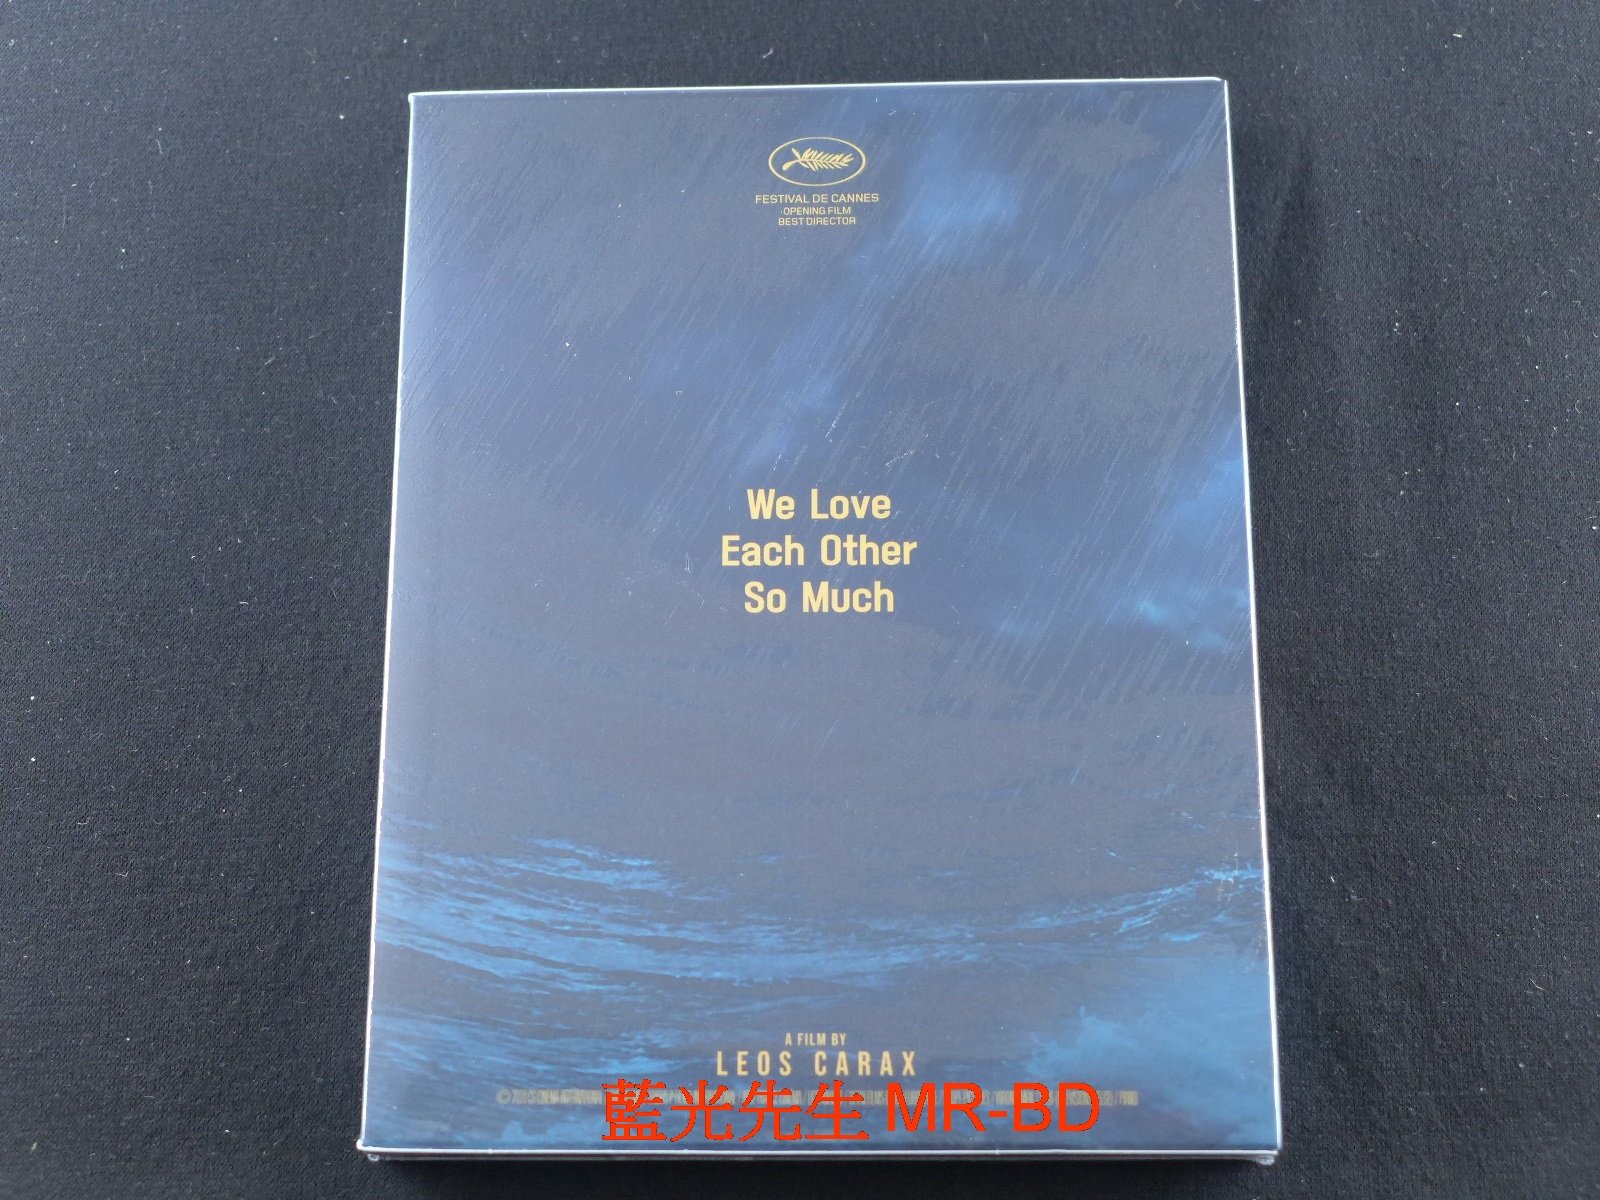 FESTIVAL DE CANNES
OPENING FILM
BEST DIRECTOR
We Love
Each Other
So Much
A FILM BY
LEOS CARAX
藍光先生 MR-BD